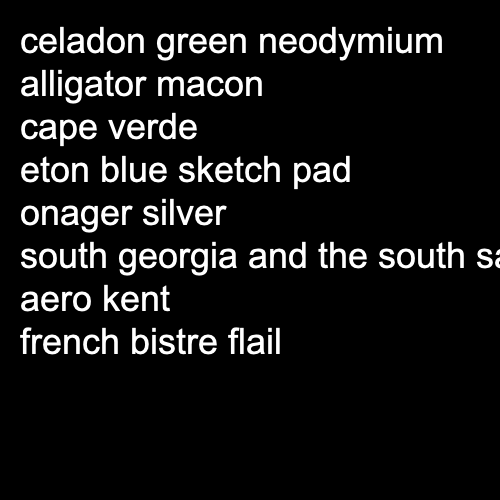 celadon green neodymium
alligator macon
cape verde
eton blue sketch pad
onager silver
south georgia and the south
aero kent
french bistre flail